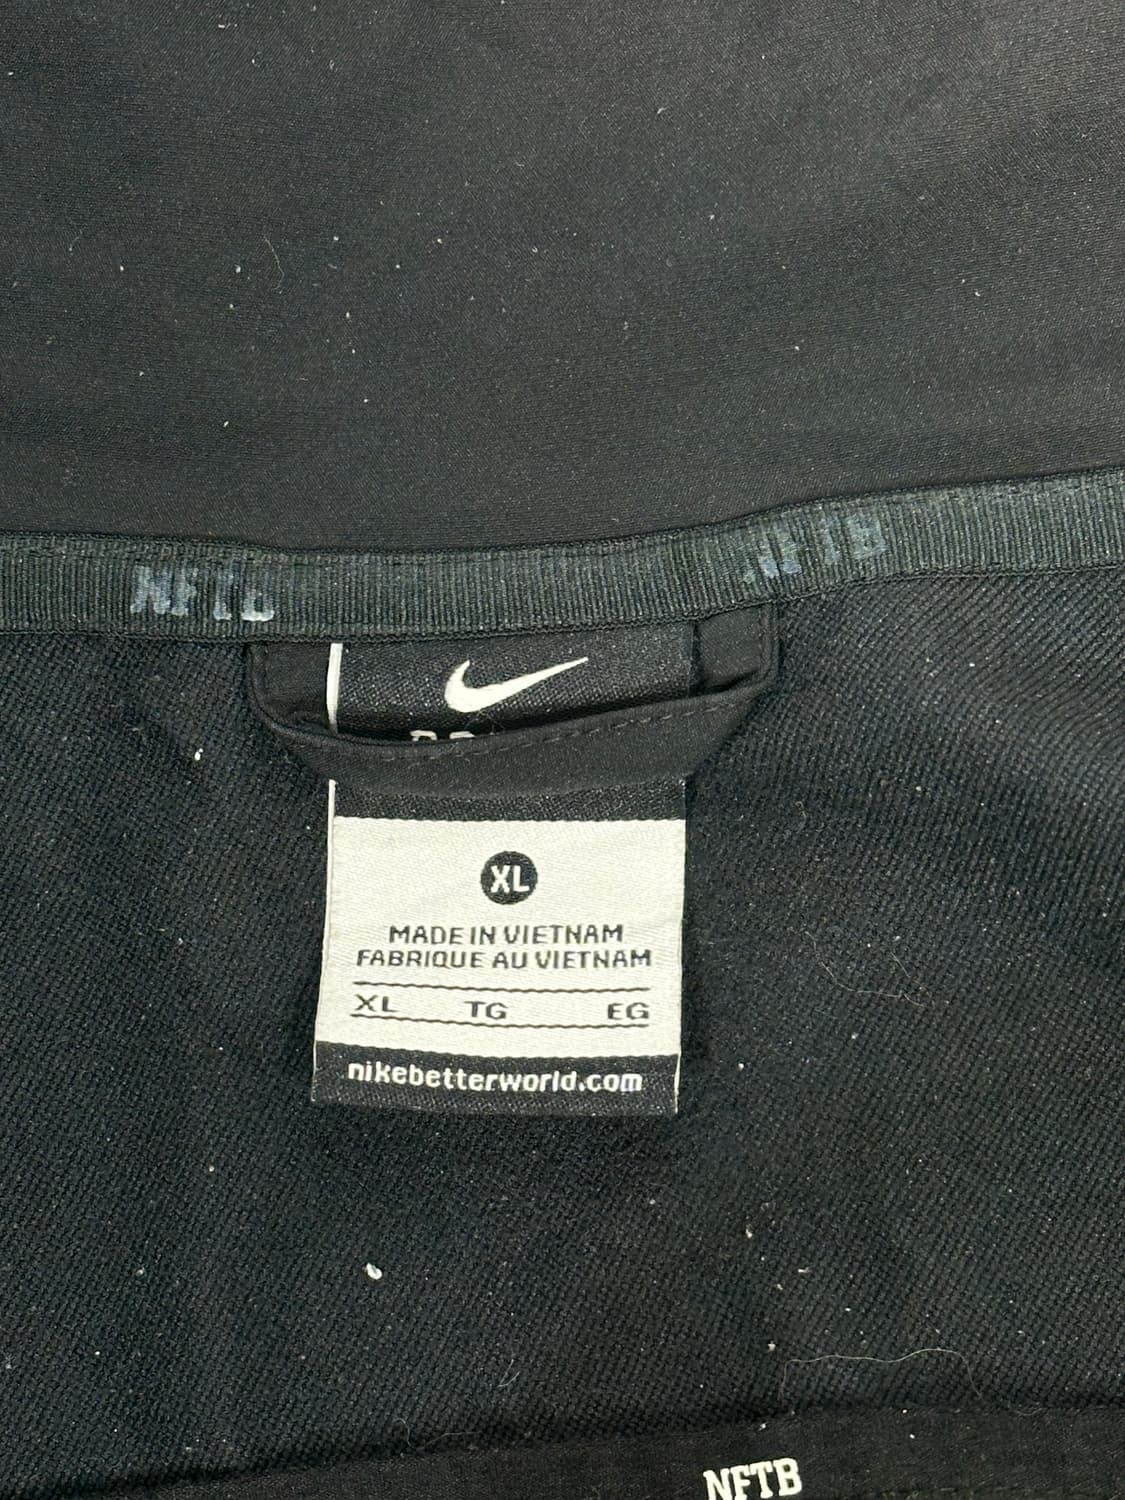 NFTB
NFTB
XL
MADE IN VIETNAM
FABRIQUE AU VIETNAM
XL TG EG
nikebetterworld.com
NFTB